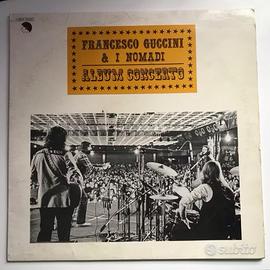 FRANCESCO GUCCINI
& I NOMADI
ALBUM CONCERTO
subito